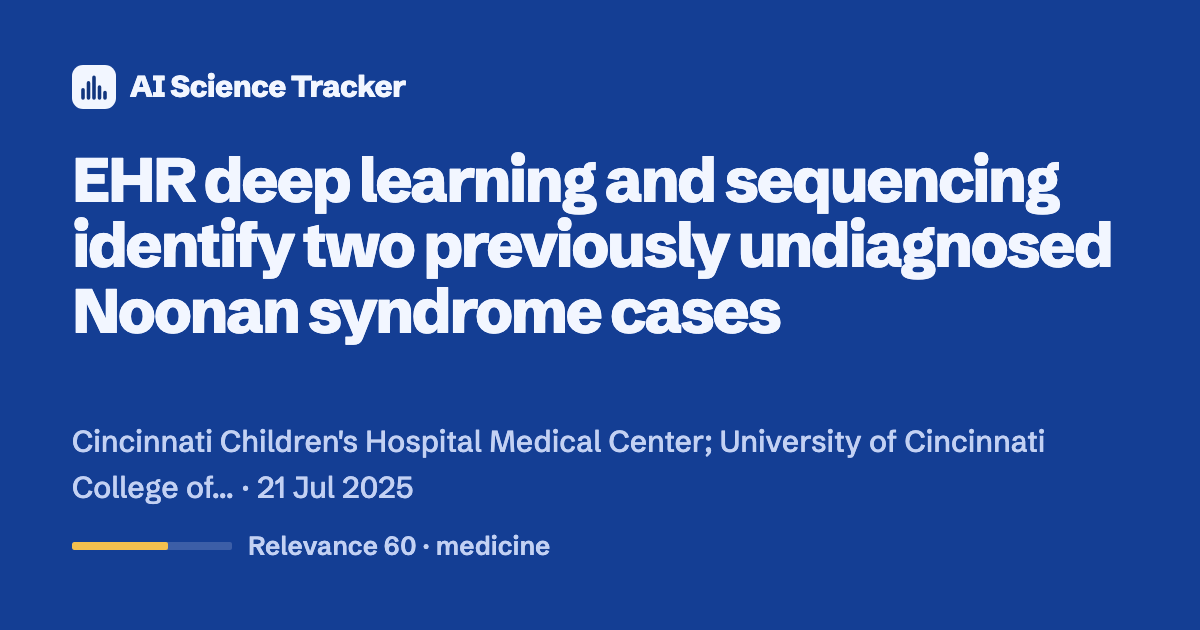 AI Science Tracker
EHR deep learning and sequencing
identify two previously undiagnosed
Noonan syndrome cases
Cincinnati Children's Hospital Medical Center; University of Cincinnati
College of... · 21 Jul 2025
Relevance 60 · medicine